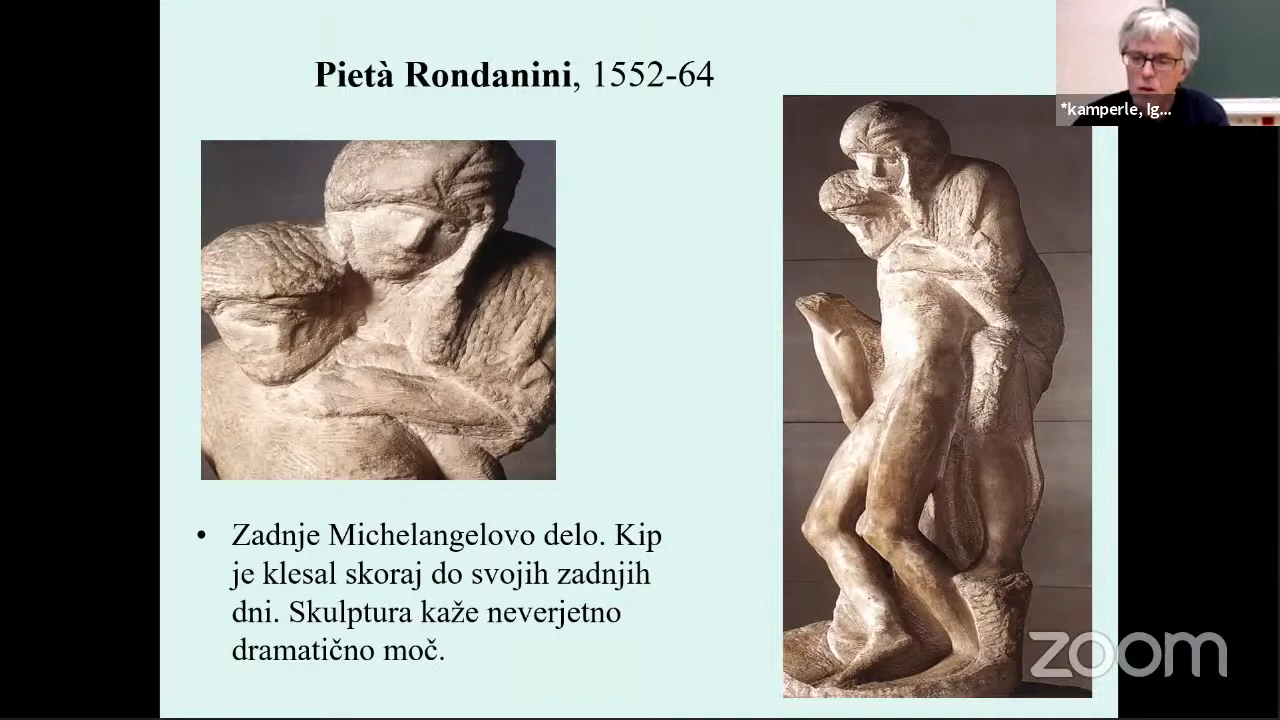 Pietà Rondanini, 1552-64
*kamperle, Ig...
• Zadnje Michelangelovo delo. Kip
je klesal skoraj do svojih zadnjih
dni. Skulptura kaže neverjetno
dramatično moč.
zoom